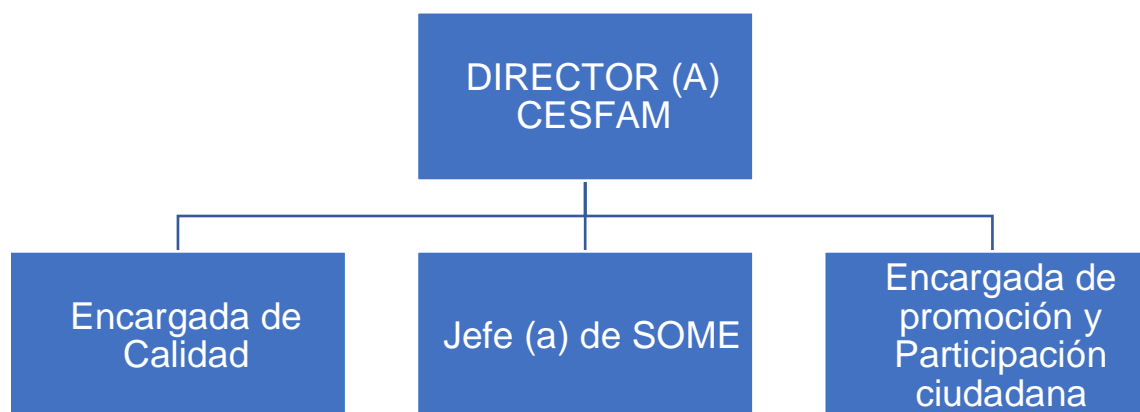 DIRECTOR (A)
CESFAM
Encargada de
Calidad
Jefe (a) de SOME
Encargada de
promoción y
Participación
ciudadana